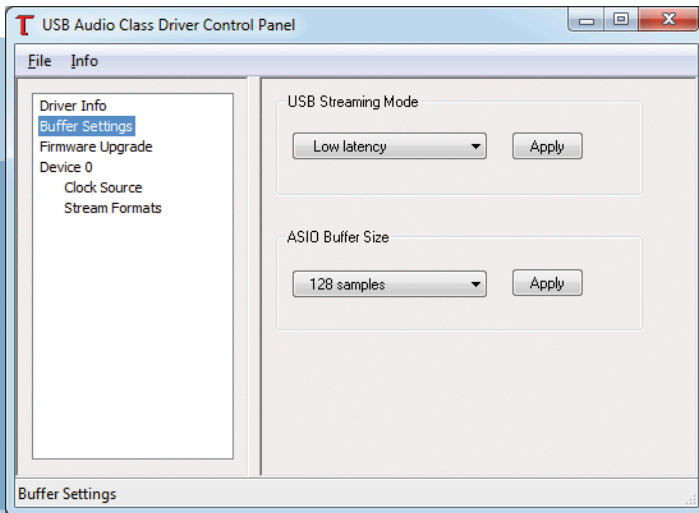 USB Audio Class Driver Control Panel
File Info
Driver Info
Buffer Settings
Firmware Upgrade
Device 0
Clock Source
Stream Formats
USB Streaming Mode
Low latency
Apply
ASIO Buffer Size
128 samples
Apply
Buffer Settings